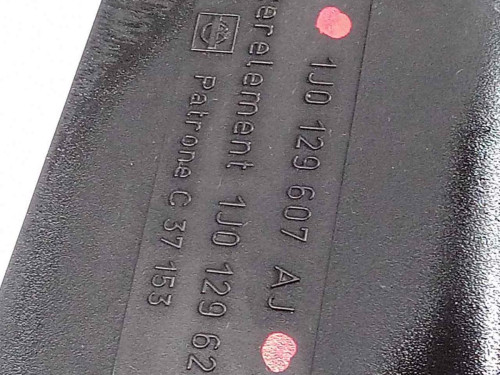 1J0 129 607 AJ
erelement 1J0 129 62
Patrone C 37 153